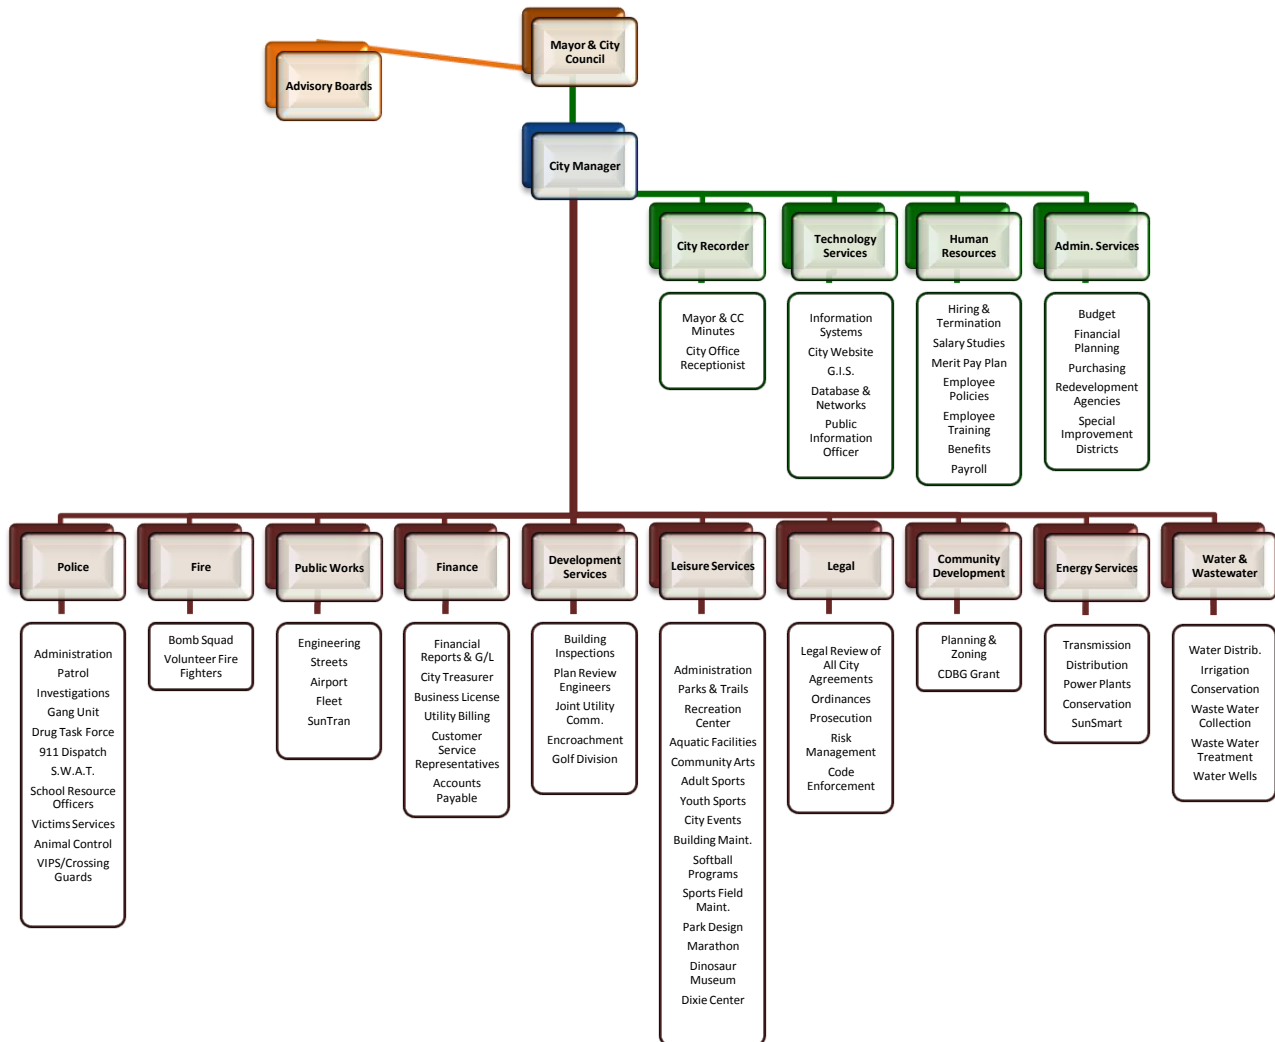 Mayor & City
Council
Advisory Boards
City Manager
City Recorder
Technology
Services
Human
Resources
Admin. Services
Mayor & CC
Minutes
City Office
Receptionist
Information
Systems
City Website
G.I.S.
Database &
Networks
Public
Information
Officer
Hiring &
Termination
Salary Studies
Merit Pay Plan
Employee
Policies
Employee
Training
Benefits
Payroll
Budget
Financial
Planning
Purchasing
Redevelopment
Agencies
Special
Improvement
Districts
Police
Fire
Public Works
Finance
Development
Services
Leisure Services
Legal
Community
Development
Energy Services
Water &
Wastewater
Administration
Patrol
Investigations
Gang Unit
Drug Task Force
911 Dispatch
S.W.A.T.
School Resource
Officers
Victims Services
Animal Control
VIPS/Crossing
Guards
Bomb Squad
Volunteer Fire
Fighters
Engineering
Streets
Airport
Fleet
SunTran
Financial
Reports & G/L
City Treasurer
Business License
Utility Billing
Customer
Service
Representatives
Accounts
Payable
Building
Inspections
Plan Review
Engineers
Joint Utility
Comm.
Encroachment
Golf Division
Administration
Parks & Trails
Recreation
Center
Aquatic Facilities
Community Arts
Adult Sports
Youth Sports
City Events
Building Maint.
Softball
Programs
Sports Field
Maint.
Park Design
Marathon
Dinosaur
Museum
Dixie Center
Legal Review of
All City
Agreements
Ordinances
Prosecution
Risk
Management
Code
Enforcement
Planning &
Zoning
CDBG Grant
Transmission
Distribution
Power Plants
Conservation
SunSmart
Water Distrib.
Irrigation
Conservation
Waste Water
Collection
Waste Water
Treatment
Water Wells